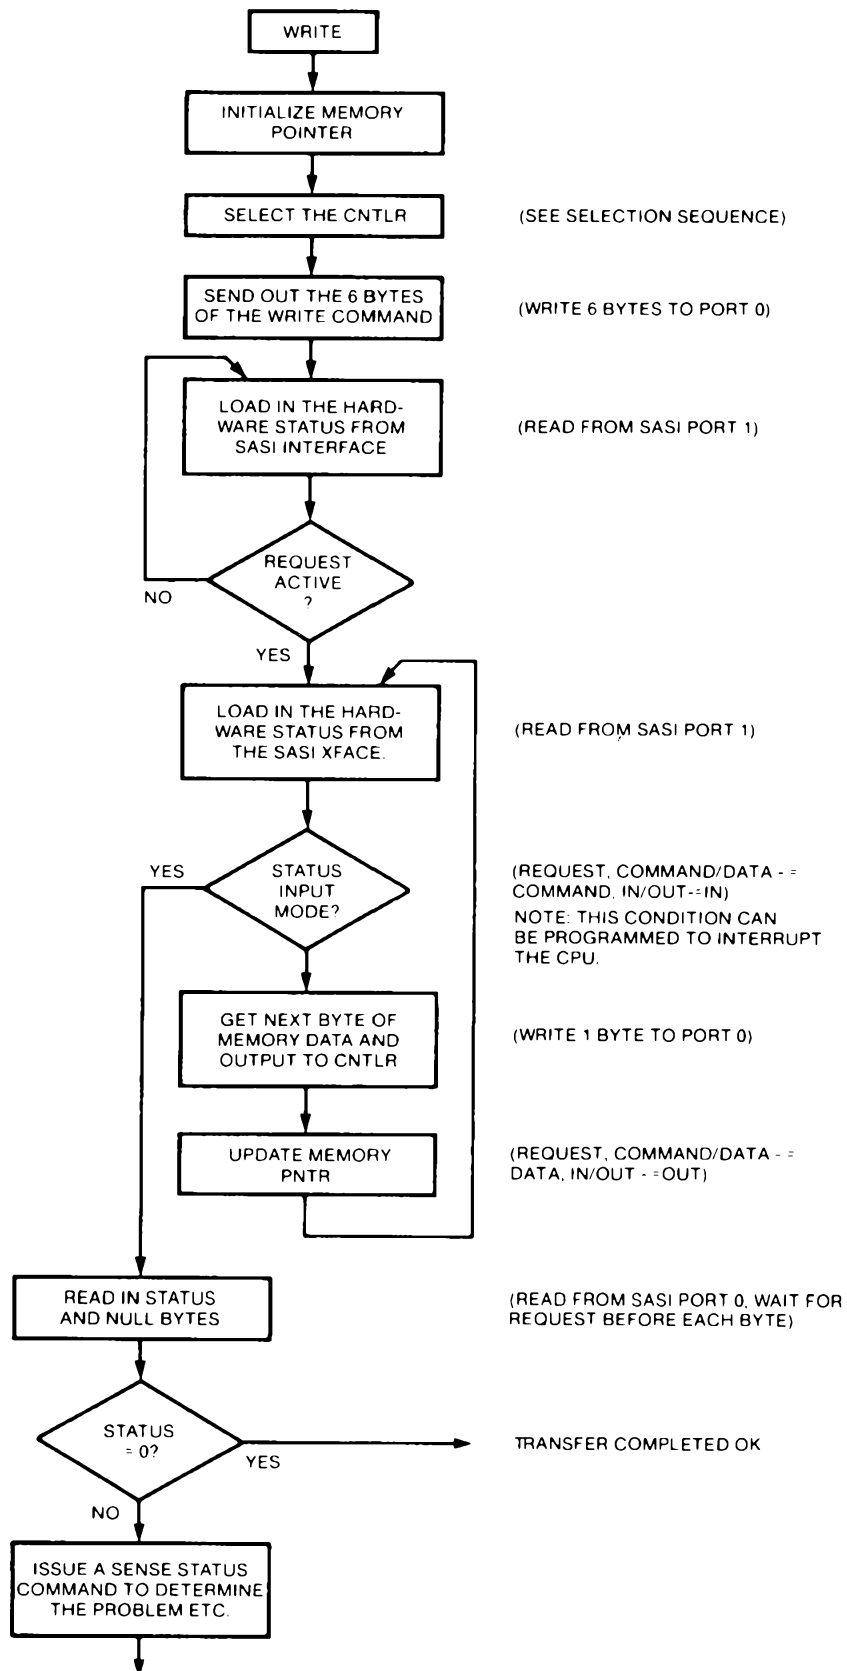 WRITE
INITIALIZE MEMORY
POINTER
SELECT THE CNTLR
(SEE SELECTION SEQUENCE)
SEND OUT THE 6 BYTES
OF THE WRITE COMMAND
(WRITE 6 BYTES TO PORT 0)
LOAD IN THE HARD-
WARE STATUS FROM
SASI INTERFACE
(READ FROM SASI PORT 1)
REQUEST
ACTIVE
?
NO
YES
LOAD IN THE HARD-
WARE STATUS FROM
THE SASI XFACE.
(READ FROM SASI PORT 1)
STATUS
INPUT
MODE?
YES
(REQUEST, COMMAND/DATA - =
COMMAND, IN/OUT-=IN)
NOTE: THIS CONDITION CAN
BE PROGRAMMED TO INTERRUPT
THE CPU.
GET NEXT BYTE OF
MEMORY DATA AND
OUTPUT TO CNTLR
(WRITE 1 BYTE TO PORT 0)
UPDATE MEMORY
PNTR
(REQUEST, COMMAND/DATA - =
DATA, IN/OUT - =OUT)
READ IN STATUS
AND NULL BYTES
(READ FROM SASI PORT 0, WAIT FOR
REQUEST BEFORE EACH BYTE)
STATUS
= 0?
YES
TRANSFER COMPLETED OK
NO
ISSUE A SENSE STATUS
COMMAND TO DETERMINE
THE PROBLEM ETC.